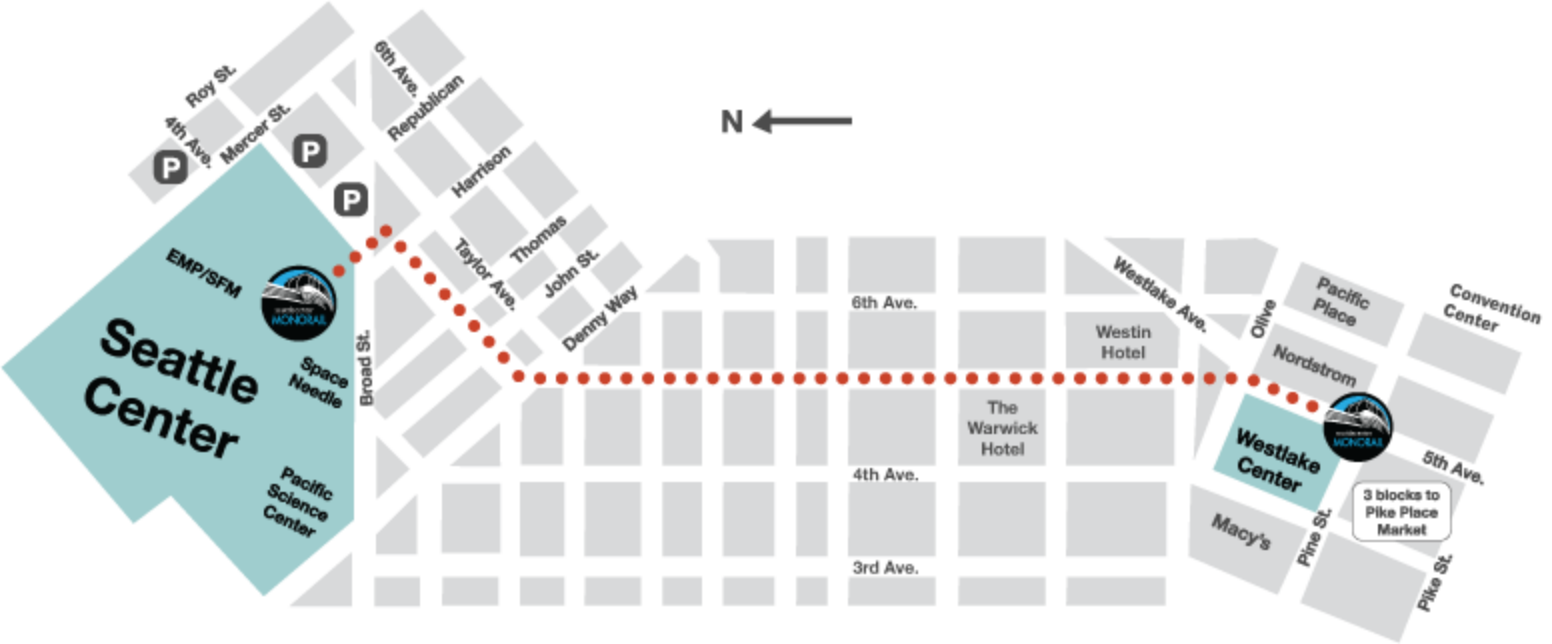 Roy St.
4th Ave.
Mercer St.
P
P
P
6th Ave.
Republican
Harrison
Thomas
John St.
Taylor Ave.
Denny Way
N
EMP/SFM
MONORAIL
Seattle
Center
Space
Needle
Broad St.
Pacific
Science
Center
6th Ave.
Westin
Hotel
The
Warwick
Hotel
4th Ave.
3rd Ave.
Westlake Ave.
Olive
Pacific
Place
Convention
Center
Nordstrom
MONORAIL
Westlake
Center
5th Ave.
3 blocks to
Pike Place
Market
Macy's
Pine St.
Pike St.